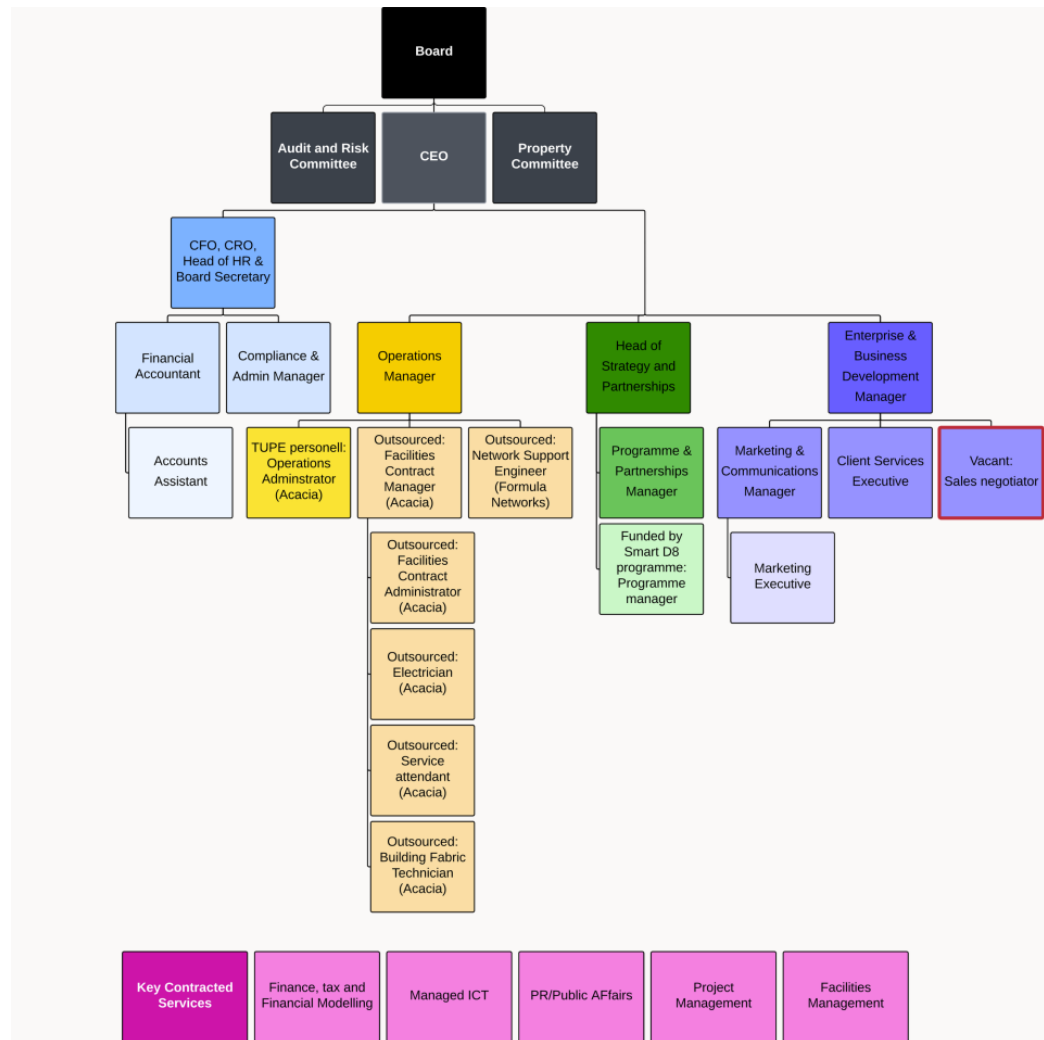 Board
Audit and Risk
Committee
CEO
Property
Committee
CFO, CRO,
Head of HR &
Board Secretary
Financial
Accountant
Compliance &
Admin Manager
Operations
Manager
Head of
Strategy and
Partnerships
Enterprise &
Business
Development
Manager
Accounts
Assistant
TUPE personell:
Operations
Adminstrator
(Acacia)
Outsourced:
Facilities
Contract
Manager
(Acacia)
Outsourced:
Network Support
Engineer
(Formula
Networks)
Programme &
Partnerships
Manager
Marketing &
Communications
Manager
Client Services
Executive
Vacant:
Sales negotiator
Outsourced:
Facilities
Contract
Administrator
(Acacia)
Funded by
Smart D8
programme:
Programme
manager
Marketing
Executive
Outsourced:
Electrician
(Acacia)
Outsourced:
Service
attendant
(Acacia)
Outsourced:
Building Fabric
Technician
(Acacia)
Key Contracted
Services
Finance, tax and
Financial Modelling
Managed ICT
PR/Public AFfairs
Project
Management
Facilities
Management